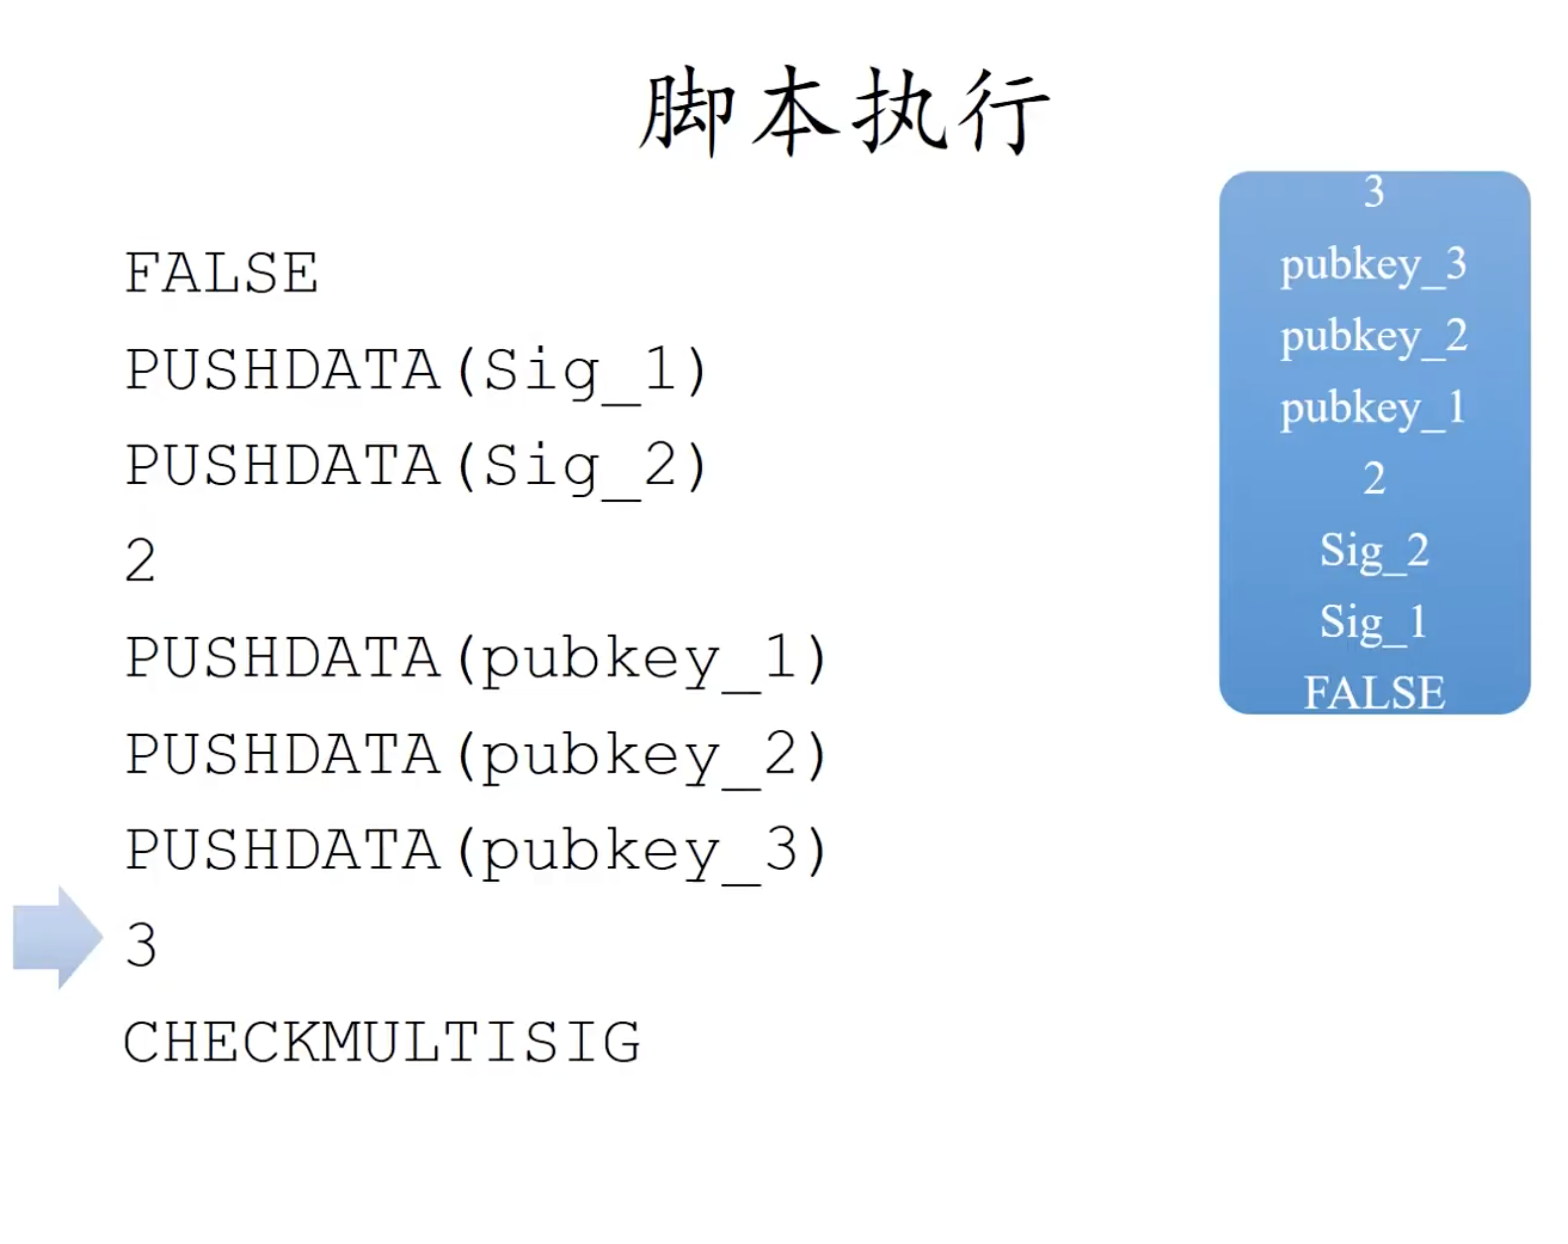 脚本执行
FALSE
PUSHDATA(Sig_1)
PUSHDATA(Sig_2)
2
PUSHDATA(pubkey_1)
PUSHDATA(pubkey_2)
PUSHDATA(pubkey_3)
3
CHECKMULTISIG
3
pubkey_3
pubkey_2
pubkey_1
2
Sig_2
Sig_1
FALSE